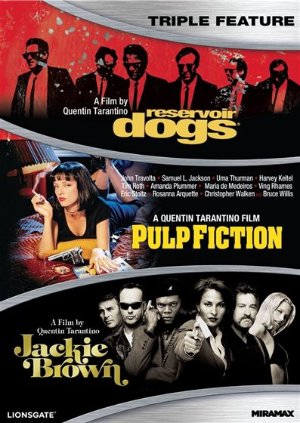 TRIPLE FEATURE
A Film by
Quentin Tarantino
reservoir
dogs
John Travolta • Samuel L. Jackson • Uma Thurman • Harvey Keitel
Tim Roth • Amanda Plummer • Maria de Medeiros • Ving Rhames
Eric Stoltz • Rosanna Arquette • Christopher Walken • Bruce Willis
A QUENTIN TARANTINO FILM
PULP FICTION
A Film by
Quentin Tarantino
Jackie
Brown
LIONSGATE
MIRAMAX